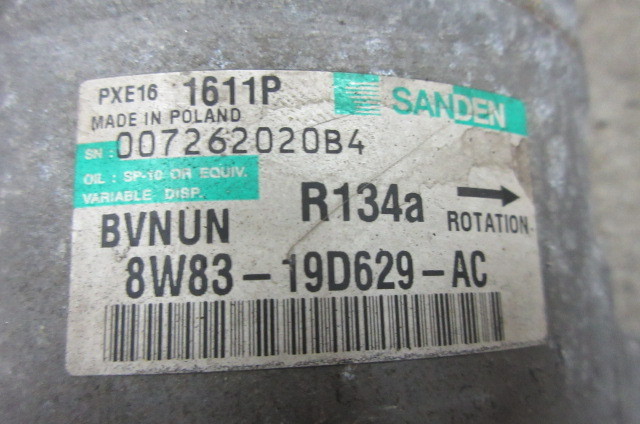 PXE16 1611P SANDEN
MADE IN POLAND
SN: 007262020B4
OIL : SP-10 OR EQUIV.
VARIABLE DISP.
R134a
ROTATION
BVNUN
8W83-19D629-AC